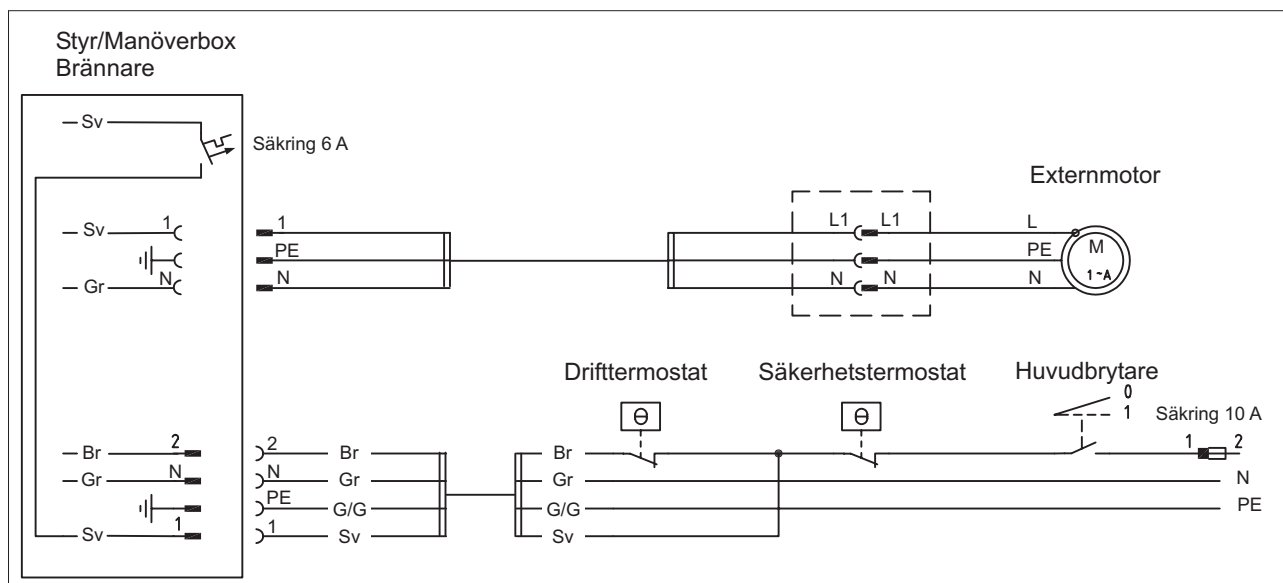 Styr/Manöverbox
Brännare
Sv
Säkring 6 A
Externmotor
Sv 1 1 L1 L1 L
PE PE M
1~A
Gr N N N N N
Drifttermostat Säkerhetstermostat Huvudbrytare
0
1
Säkring 10 A
θ θ
Br 2 2 Br Br 1 2
Gr N N Gr Gr N
PE G/G G/G PE
Sv 1 1 Sv Sv